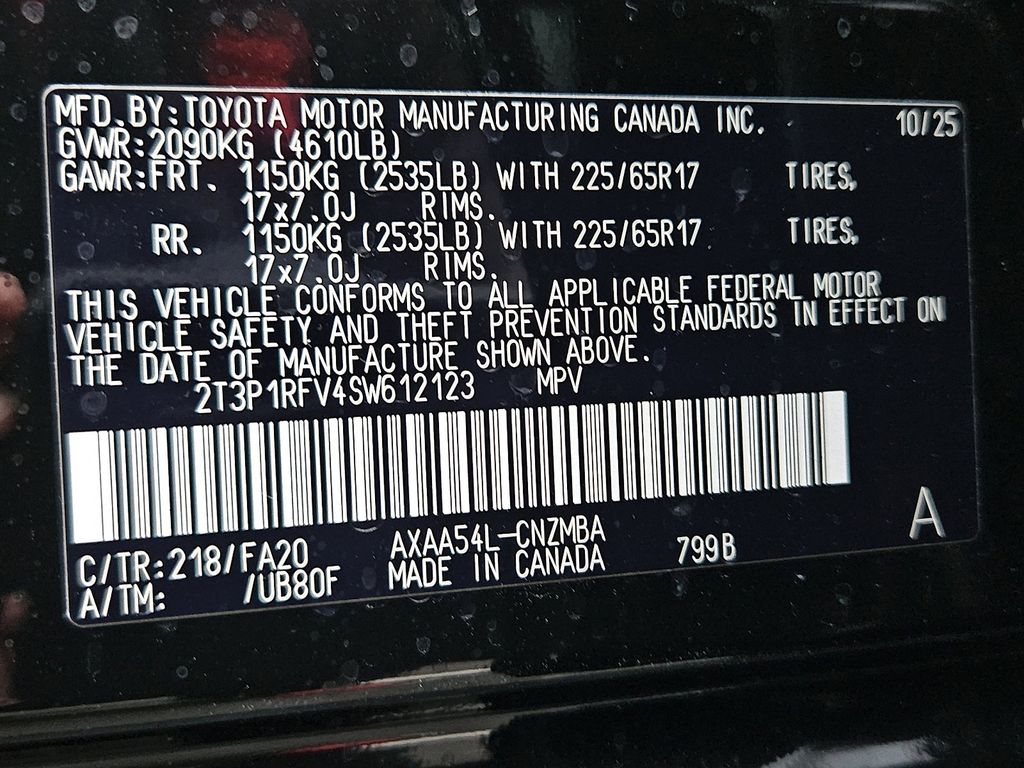 MFD.BY:TOYOTA MOTOR MANUFACTURING CANADA INC. 10/25
GVWR:2090KG (4610LB)
GAWR:FRT. 1150KG (2535LB) WITH 225/65R17 TIRES,
17x7.0J RIMS.
RR. 1150KG (2535LB) WITH 225/65R17 TIRES,
17x7.0J RIMS.
THIS VEHICLE CONFORMS TO ALL APPLICABLE FEDERAL MOTOR
VEHICLE SAFETY AND THEFT PREVENTION STANDARDS IN EFFECT ON
THE DATE OF MANUFACTURE SHOWN ABOVE.
2T3P1RFV4SW612123 MPV
C/TR:218/FA20 AXAA54L-CNZMBA 799B A
A/TM: /UB80F MADE IN CANADA